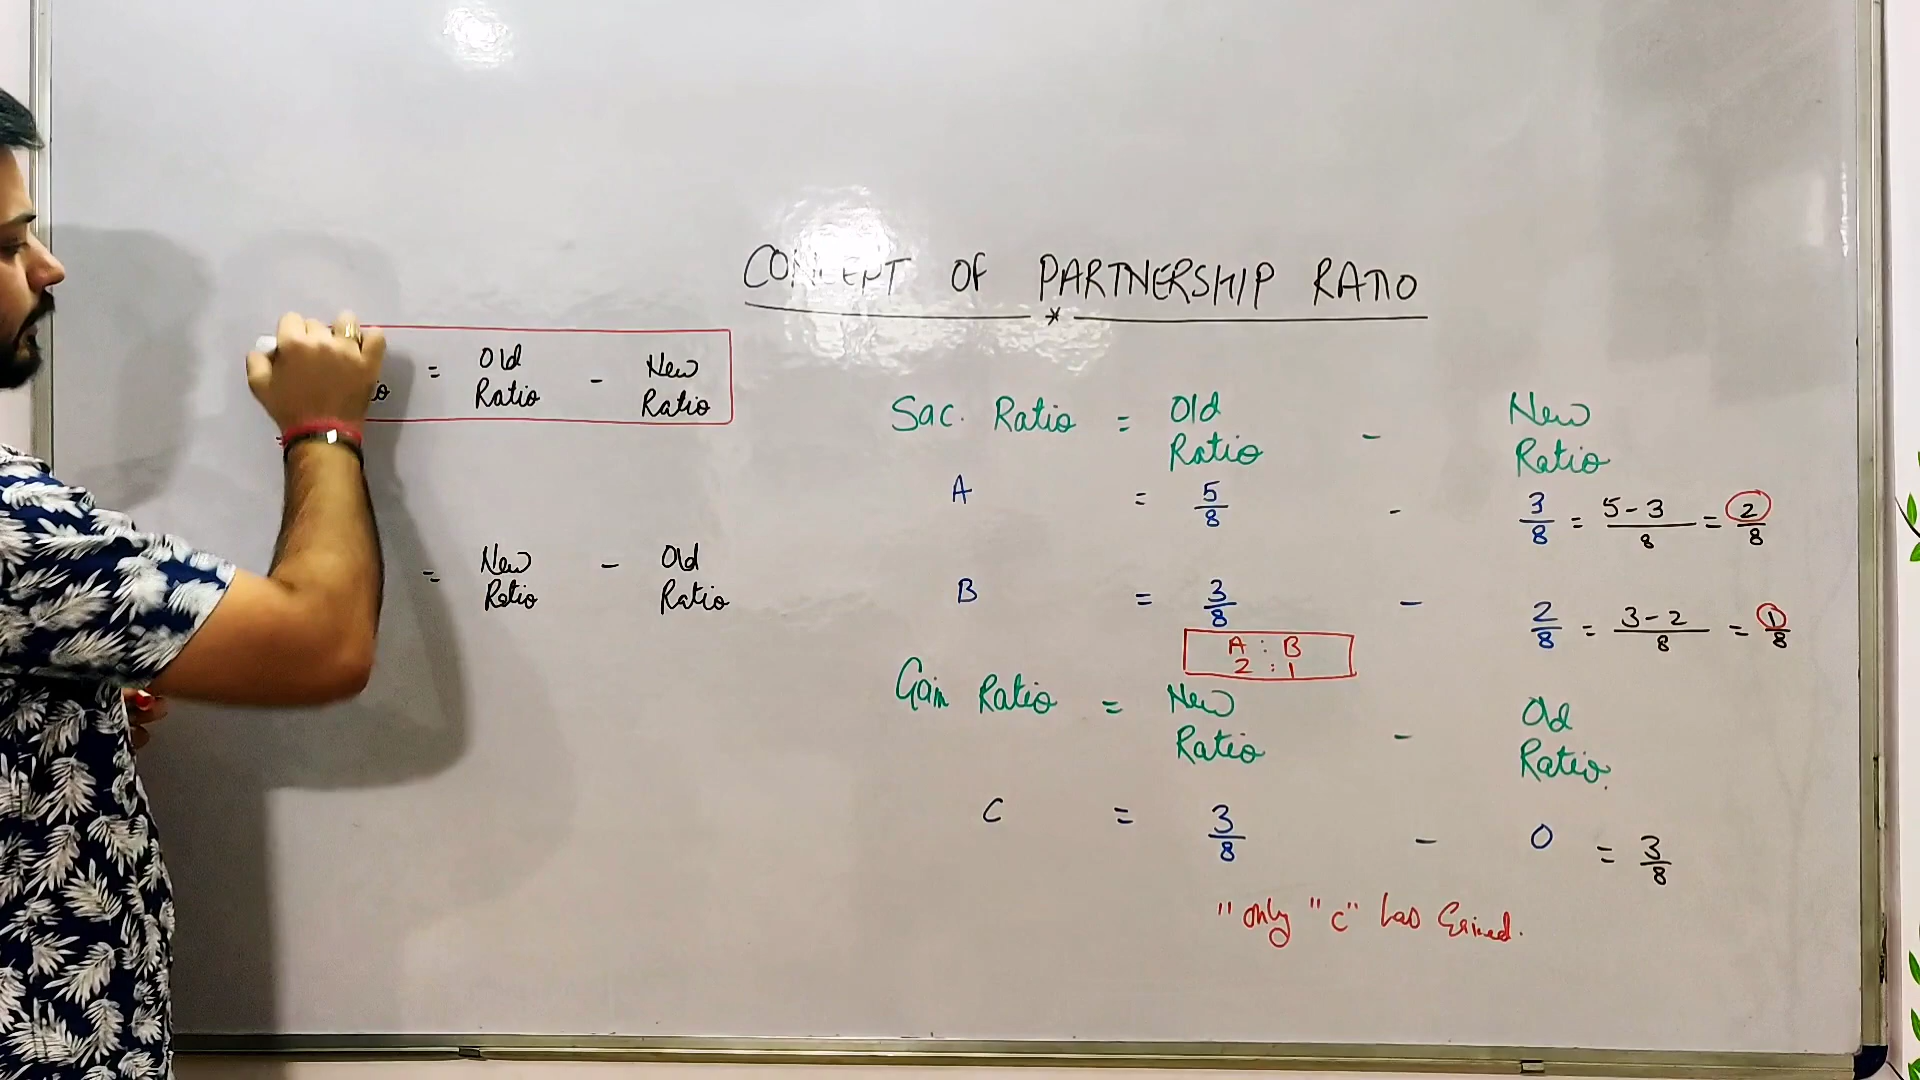 CONCEPT OF PARTNERSHIP RATIO
= Old Ratio - New Ratio
= New Ratio - Old Ratio
Sac. Ratio = Old Ratio - New Ratio
A = 5/8 - 3/8 = 5-3/8 = 2/8
B = 3/8 - 2/8 = 3-2/8 = 1/8
A : B
2 : 1
Gain Ratio = New Ratio - Old Ratio.
C = 3/8 - 0 = 3/8
"only "C" has Gained.